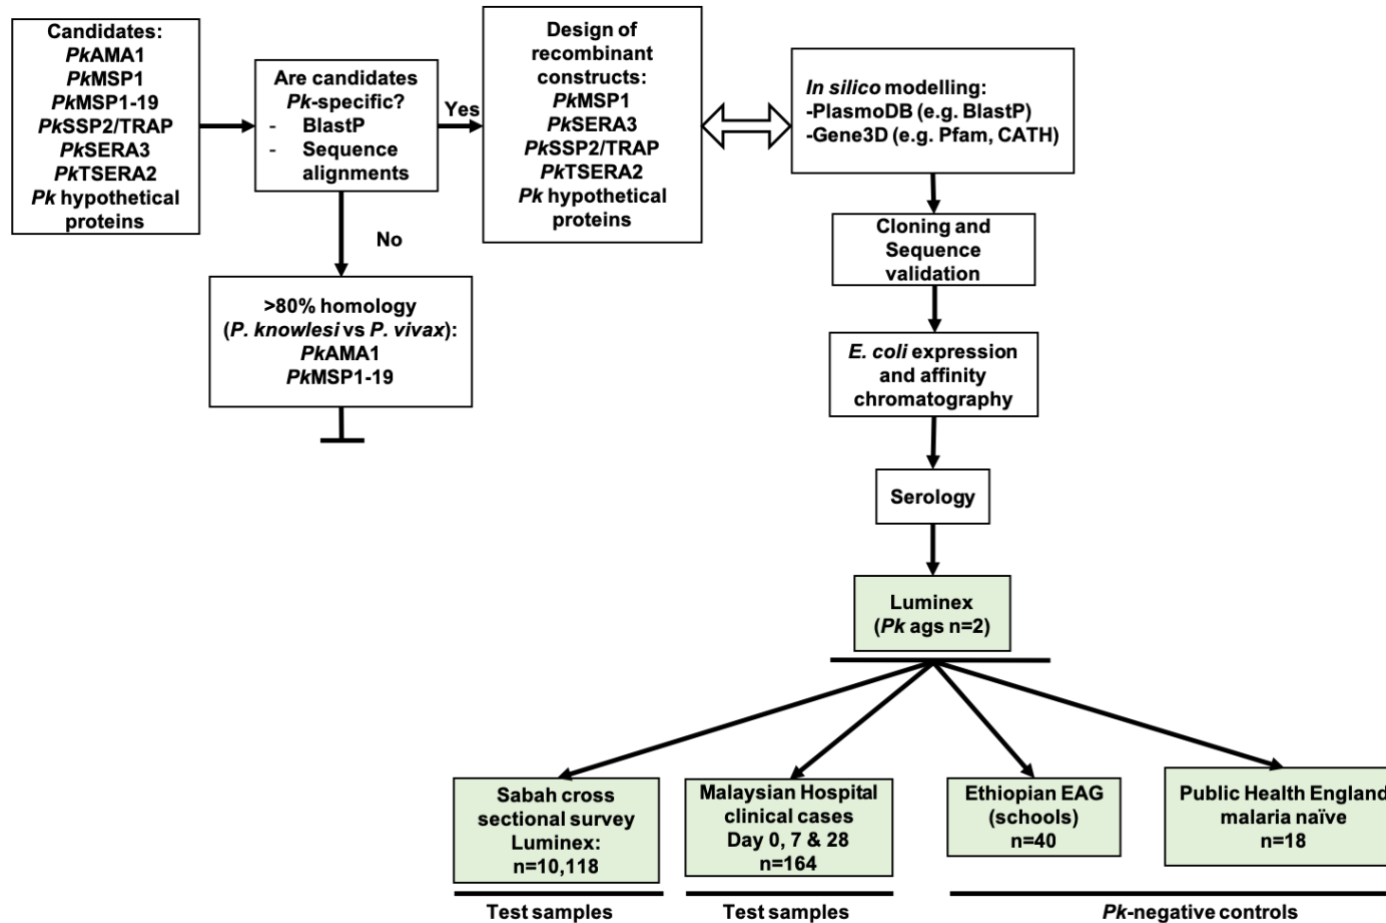 Candidates:
PkAMA1
PkMSP1
PkMSP1-19
PkSSP2/TRAP
PkSERA3
PkTSERA2
Pk hypothetical
proteins
Are candidates
Pk-specific?
- BlastP
- Sequence
alignments
Yes
No
>80% homology
(P. knowlesi vs P. vivax):
PkAMA1
PkMSP1-19
Design of
recombinant
constructs:
PkMSP1
PkSERA3
PkSSP2/TRAP
PkTSERA2
Pk hypothetical
proteins
In silico modelling:
-PlasmoDB (e.g. BlastP)
-Gene3D (e.g. Pfam, CATH)
Cloning and
Sequence
validation
E. coli expression
and affinity
chromatography
Serology
Luminex
(Pk ags n=2)
Sabah cross
sectional survey
Luminex:
n=10,118
Malaysian Hospital
clinical cases
Day 0, 7 & 28
n=164
Ethiopian EAG
(schools)
n=40
Public Health England
malaria naïve
n=18
Test samples
Test samples
Pk-negative controls